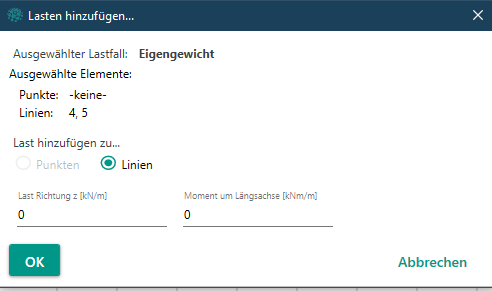 Lasten hinzufügen...
Ausgewählter Lastfall: Eigengewicht
Ausgewählte Elemente:
Punkte: -keine-
Linien: 4, 5
Last hinzufügen zu...
Punkten Linien
Last Richtung z [kN/m] Moment um Längsachse [kNm/m]
0 0
OK Abbrechen